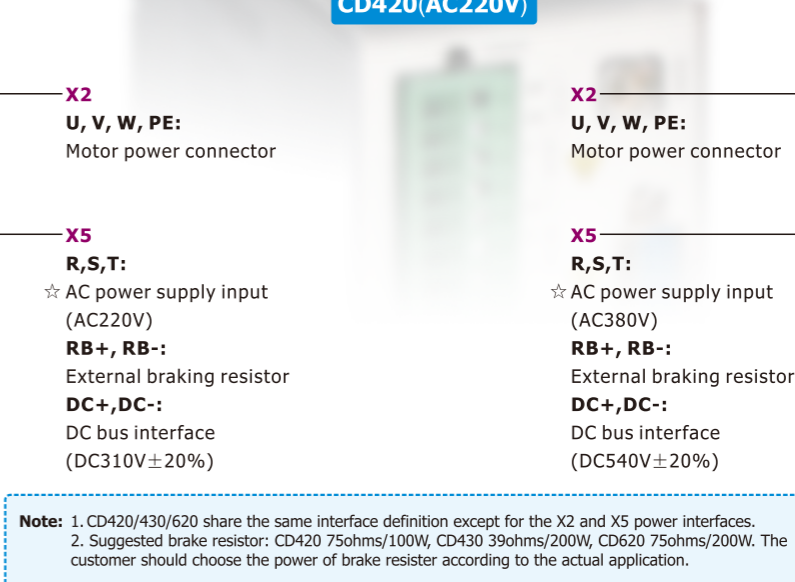 CD420(AC220V)
X2
U, V, W, PE:
Motor power connector
X5
R,S,T:
☆ AC power supply input
(AC220V)
RB+, RB-:
External braking resistor
DC+,DC-:
DC bus interface
(DC310V±20%)
X2
U, V, W, PE:
Motor power connector
X5
R,S,T:
☆ AC power supply input
(AC380V)
RB+, RB-:
External braking resistor
DC+,DC-:
DC bus interface
(DC540V±20%)
Note: 1. CD420/430/620 share the same interface definition except for the X2 and X5 power interfaces.
2. Suggested brake resistor: CD420 75ohms/100W, CD430 39ohms/200W, CD620 75ohms/200W. The
customer should choose the power of brake resister according to the actual application.